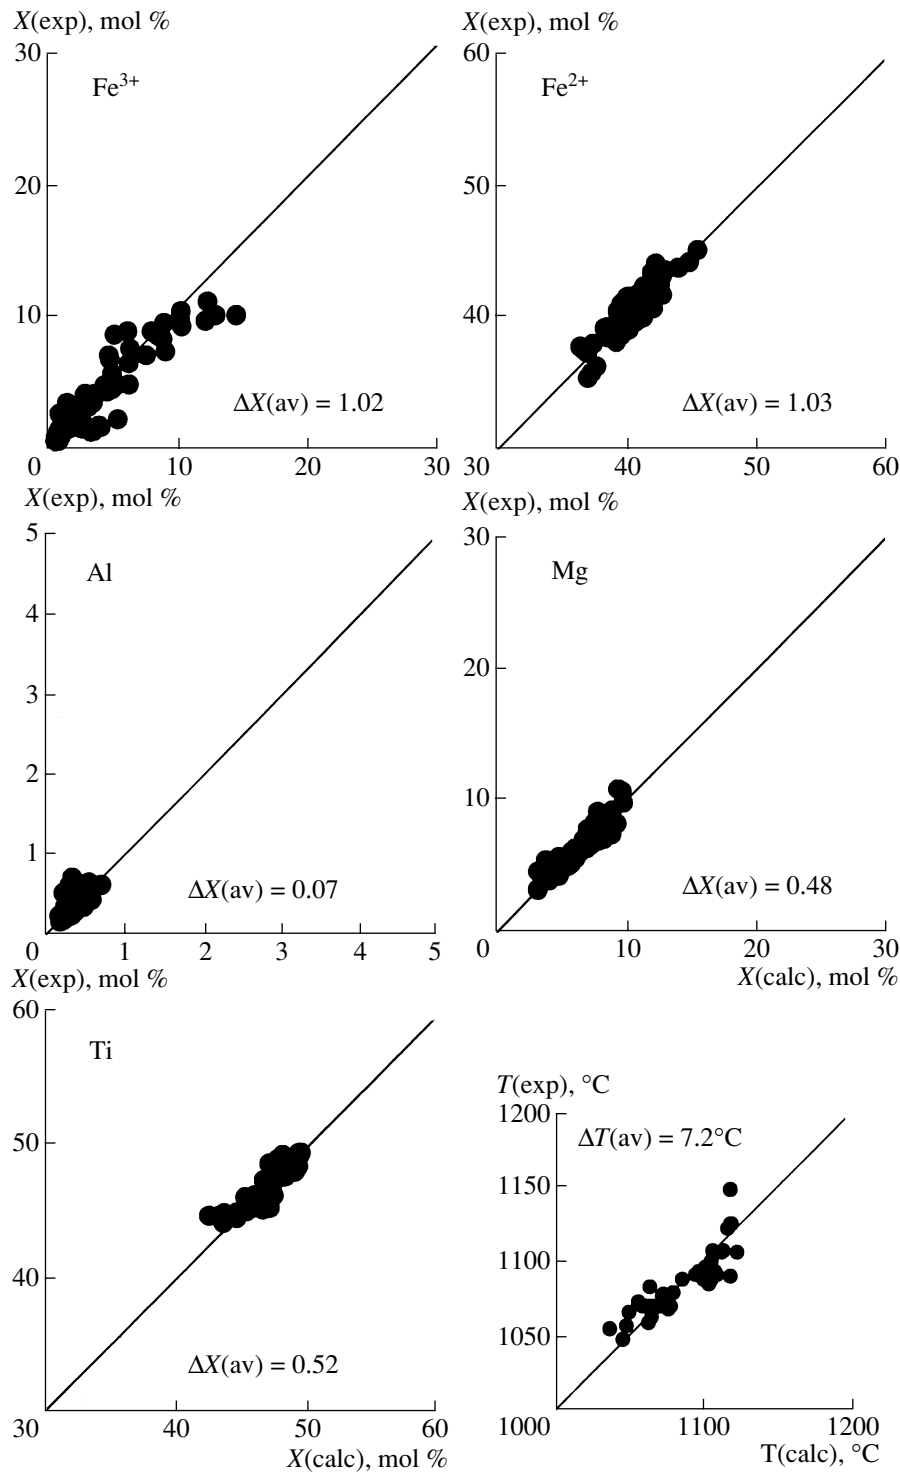 X(exp), mol % X(exp), mol %
30 60
Fe³⁺ Fe²⁺
20 50
10 40
ΔX(av) = 1.02 ΔX(av) = 1.03
0 10 20 30 30 40 50 60
X(exp), mol % X(exp), mol %
5 30
Al Mg
4
3 20
2
1 10
ΔX(av) = 0.07 ΔX(av) = 0.48
0 1 2 3 4 5 0 10 20 30
X(exp), mol % X(calc), mol %
60
Ti
50
40
ΔX(av) = 0.52
30 40 50 60
X(calc), mol %
T(exp), °C
1200
ΔT(av) = 7.2°C
1150
1100
1050
1000 1100 1200
T(calc), °C